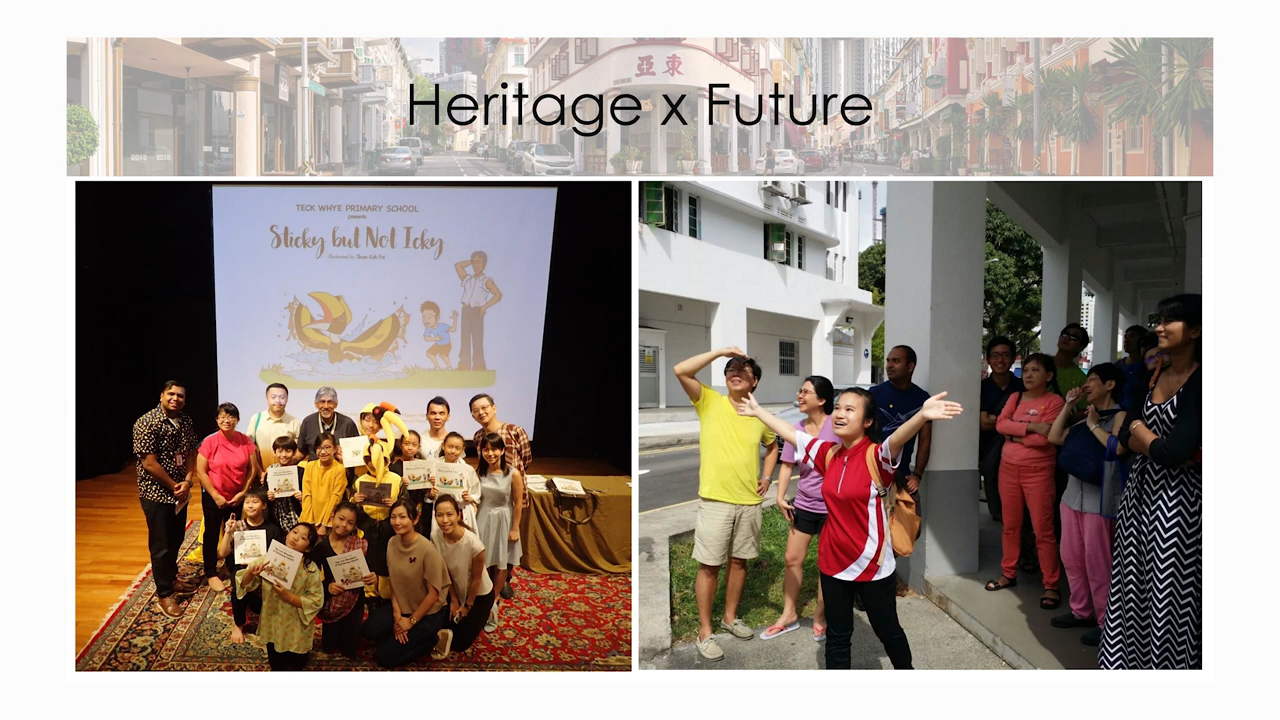 亞東
Heritage x Future
TECK WHYE PRIMARY SCHOOL
presents
Sticky but Not Icky